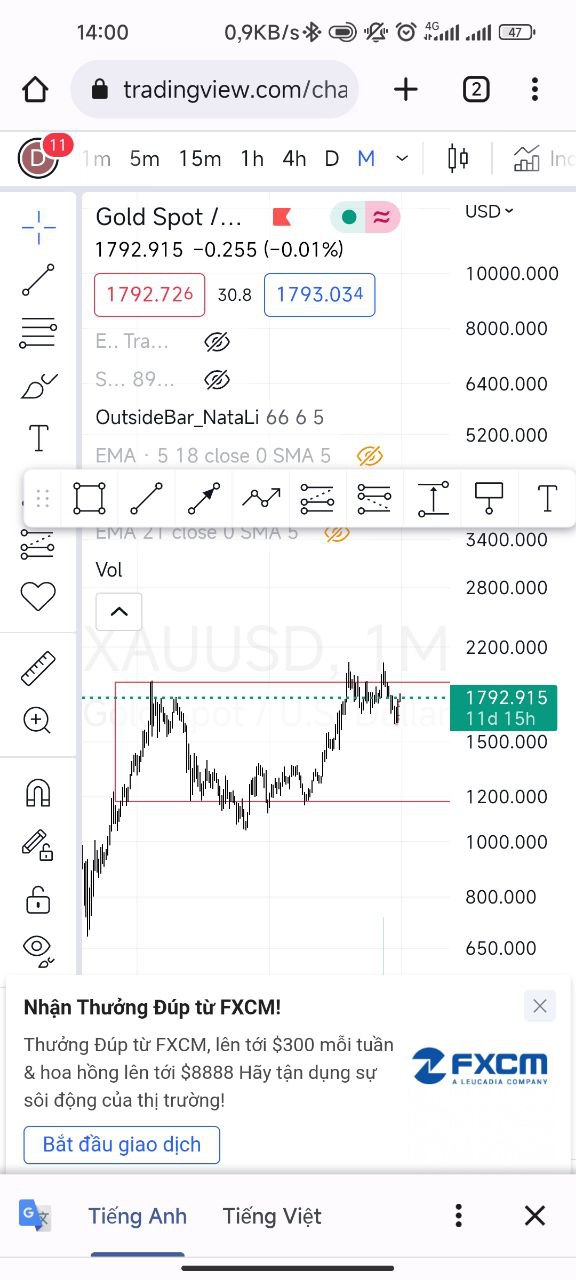 14:00
0,9KB/s
4G
47
tradingview.com/cha
2
D
11
1m 5m 15m 1h 4h D M
Gold Spot /...
USD
1792.915 −0.255 (−0.01%)
1792.726 30.8 1793.034
E.. Tra...
S... 89...
OutsideBar_NataLi 66 6 5
EMA · 5 18 close 0 SMA 5
T
T
EMA 21 close 0 SMA 5
Vol
XAUUSD, 1M
Gold Spot / U.S. Dollar
10000.000
8000.000
6400.000
5200.000
3400.000
2800.000
2200.000
1792.915
11d 15h
1500.000
1200.000
1000.000
800.000
650.000
Nhận Thưởng Đúp từ FXCM!
Thưởng Đúp từ FXCM, lên tới $300 mỗi tuần
& hoa hồng lên tới $8888 Hãy tận dụng sự
sôi động của thị trường!
FXCM
A LEUCADIA COMPANY
Bắt đầu giao dịch
G
Tiếng Anh Tiếng Việt